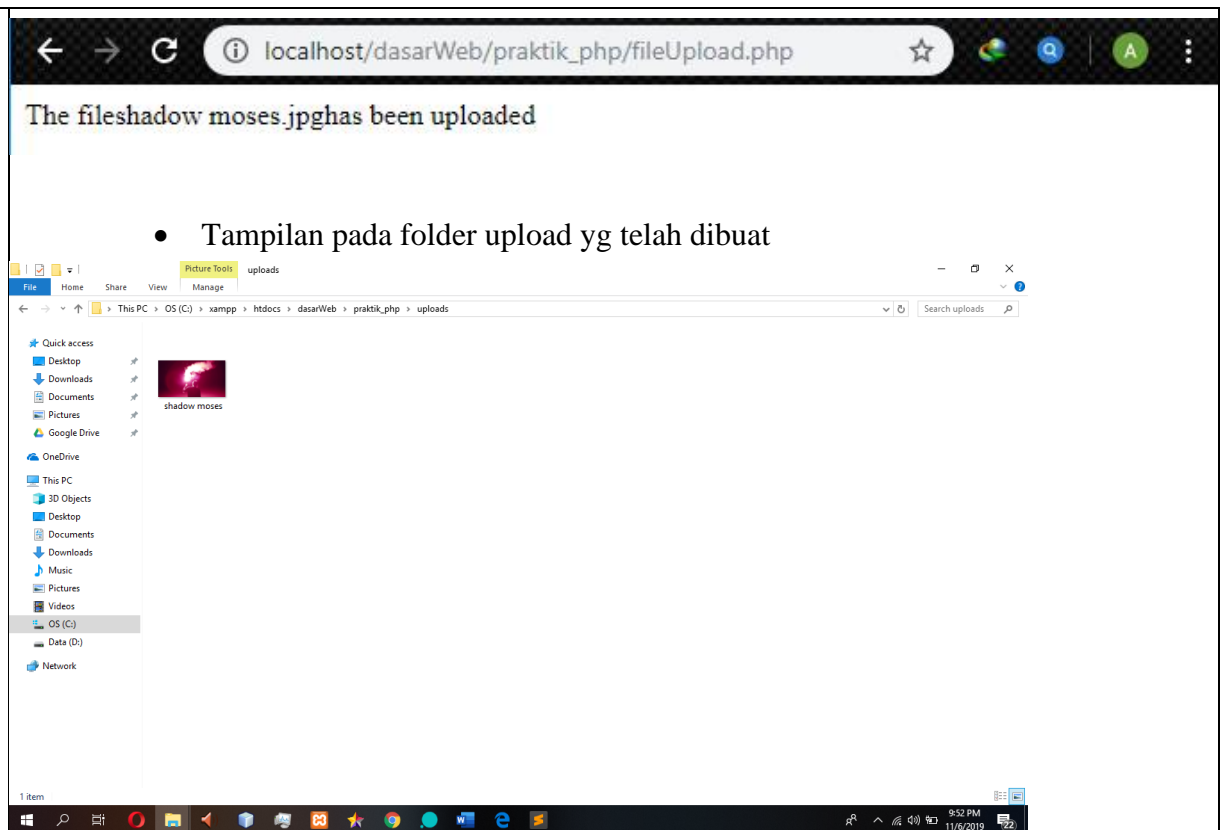 localhost/dasarWeb/praktik_php/fileUpload.php
A
The fileshadow moses.jpghas been uploaded
• Tampilan pada folder upload yg telah dibuat
Picture Tools uploads
File Home Share View Manage
This PC > OS (C:) > xampp > htdocs > dasarWeb > praktik_php > uploads
Search uploads
Quick access
Desktop
Downloads
Documents
Pictures
Google Drive
OneDrive
This PC
3D Objects
Desktop
Documents
Downloads
Music
Pictures
Videos
OS (C:)
Data (D:)
Network
shadow moses
1 item
9:52 PM
11/6/2019
22